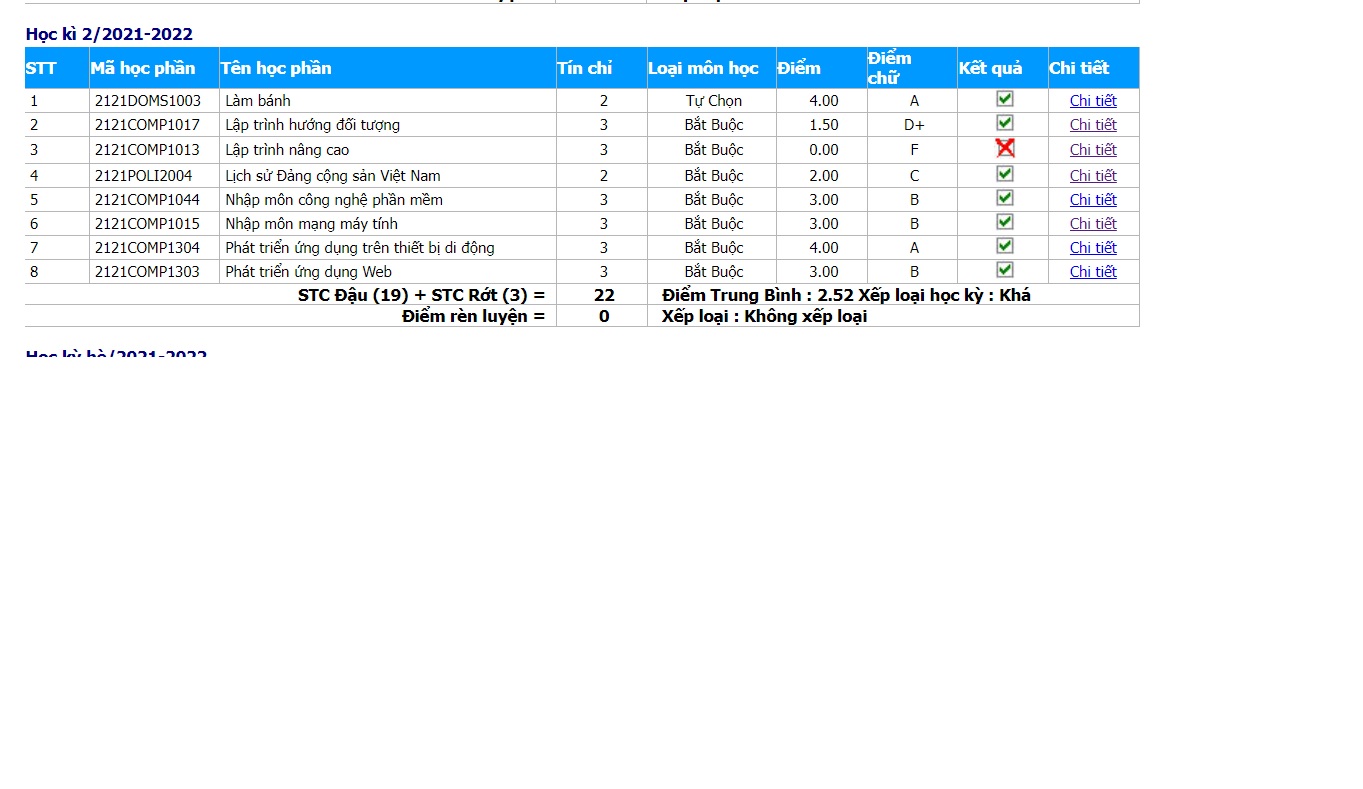 Học kì 2/2021-2022
STT Mã học phần Tên học phần Tín chỉ Loại môn học Điểm Điểm chữ Kết quả Chi tiết
1 2121DOMS1003 Làm bánh 2 Tự Chọn 4.00 A Chi tiết
2 2121COMP1017 Lập trình hướng đối tượng 3 Bắt Buộc 1.50 D+ Chi tiết
3 2121COMP1013 Lập trình nâng cao 3 Bắt Buộc 0.00 F Chi tiết
4 2121POLI2004 Lịch sử Đảng cộng sản Việt Nam 2 Bắt Buộc 2.00 C Chi tiết
5 2121COMP1044 Nhập môn công nghệ phần mềm 3 Bắt Buộc 3.00 B Chi tiết
6 2121COMP1015 Nhập môn mạng máy tính 3 Bắt Buộc 3.00 B Chi tiết
7 2121COMP1304 Phát triển ứng dụng trên thiết bị di động 3 Bắt Buộc 4.00 A Chi tiết
8 2121COMP1303 Phát triển ứng dụng Web 3 Bắt Buộc 3.00 B Chi tiết
STC Đậu (19) + STC Rớt (3) = 22 Điểm Trung Bình : 2.52 Xếp loại học kỳ : Khá
Điểm rèn luyện = 0 Xếp loại : Không xếp loại
Học kỳ hè/2021-2022